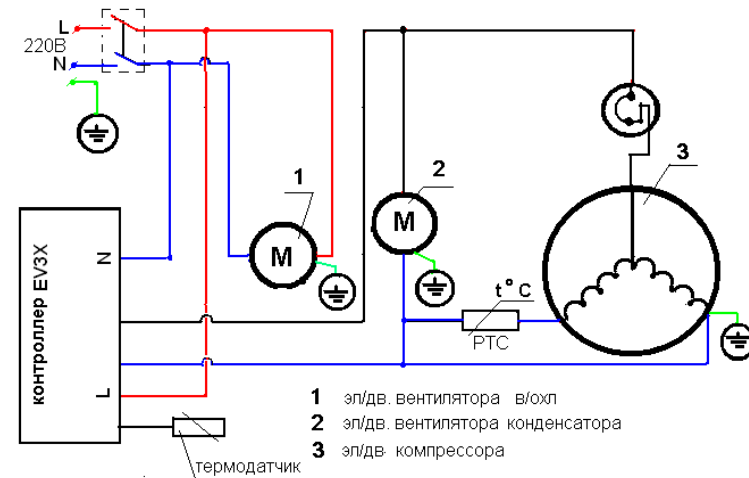 L
220В
N
1
2
3
M
M
контроллер EV3X
N
L
t°C
РТС
термодатчик
1 эл/дв. вентилятора в/охл
2 эл/дв. вентилятора конденсатора
3 эл/дв компрессора